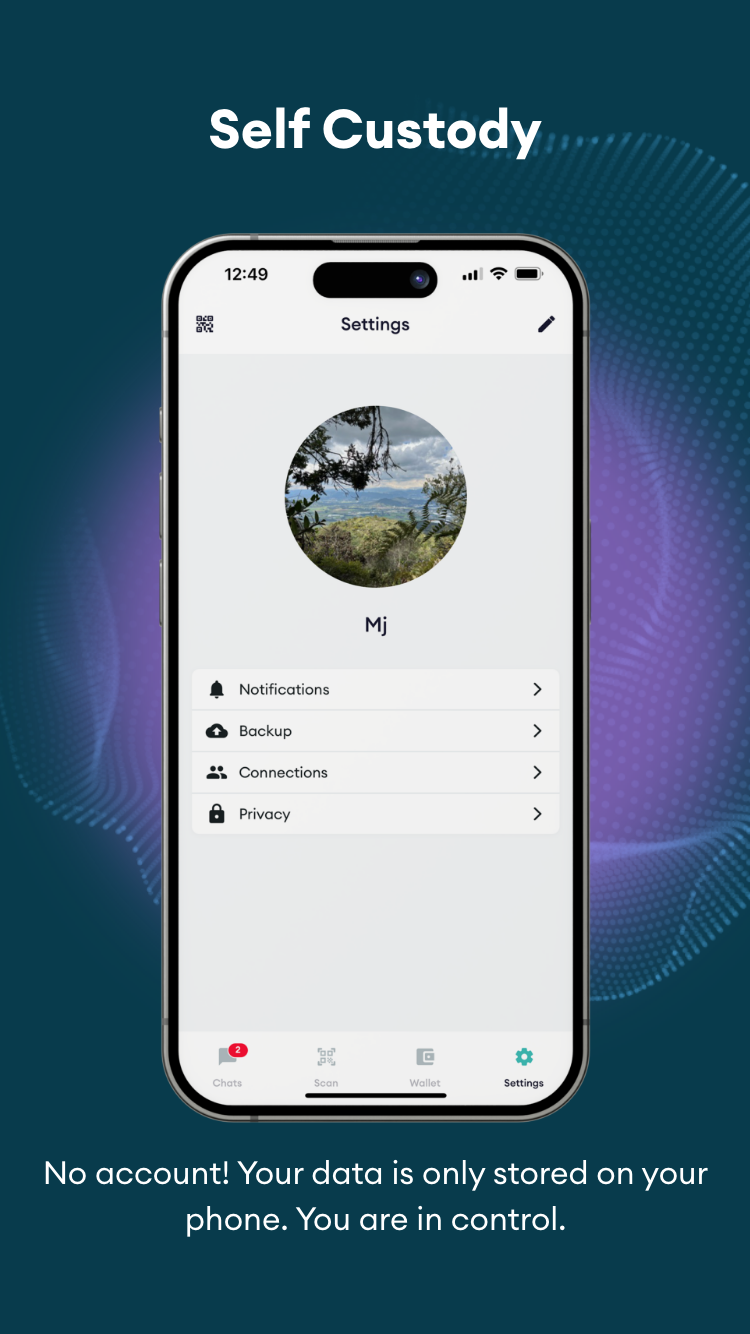 Self Custody
12:49
Settings
Mj
Notifications
Backup
Connections
Privacy
2
Chats
Scan
Wallet
Settings
No account! Your data is only stored on your
phone. You are in control.